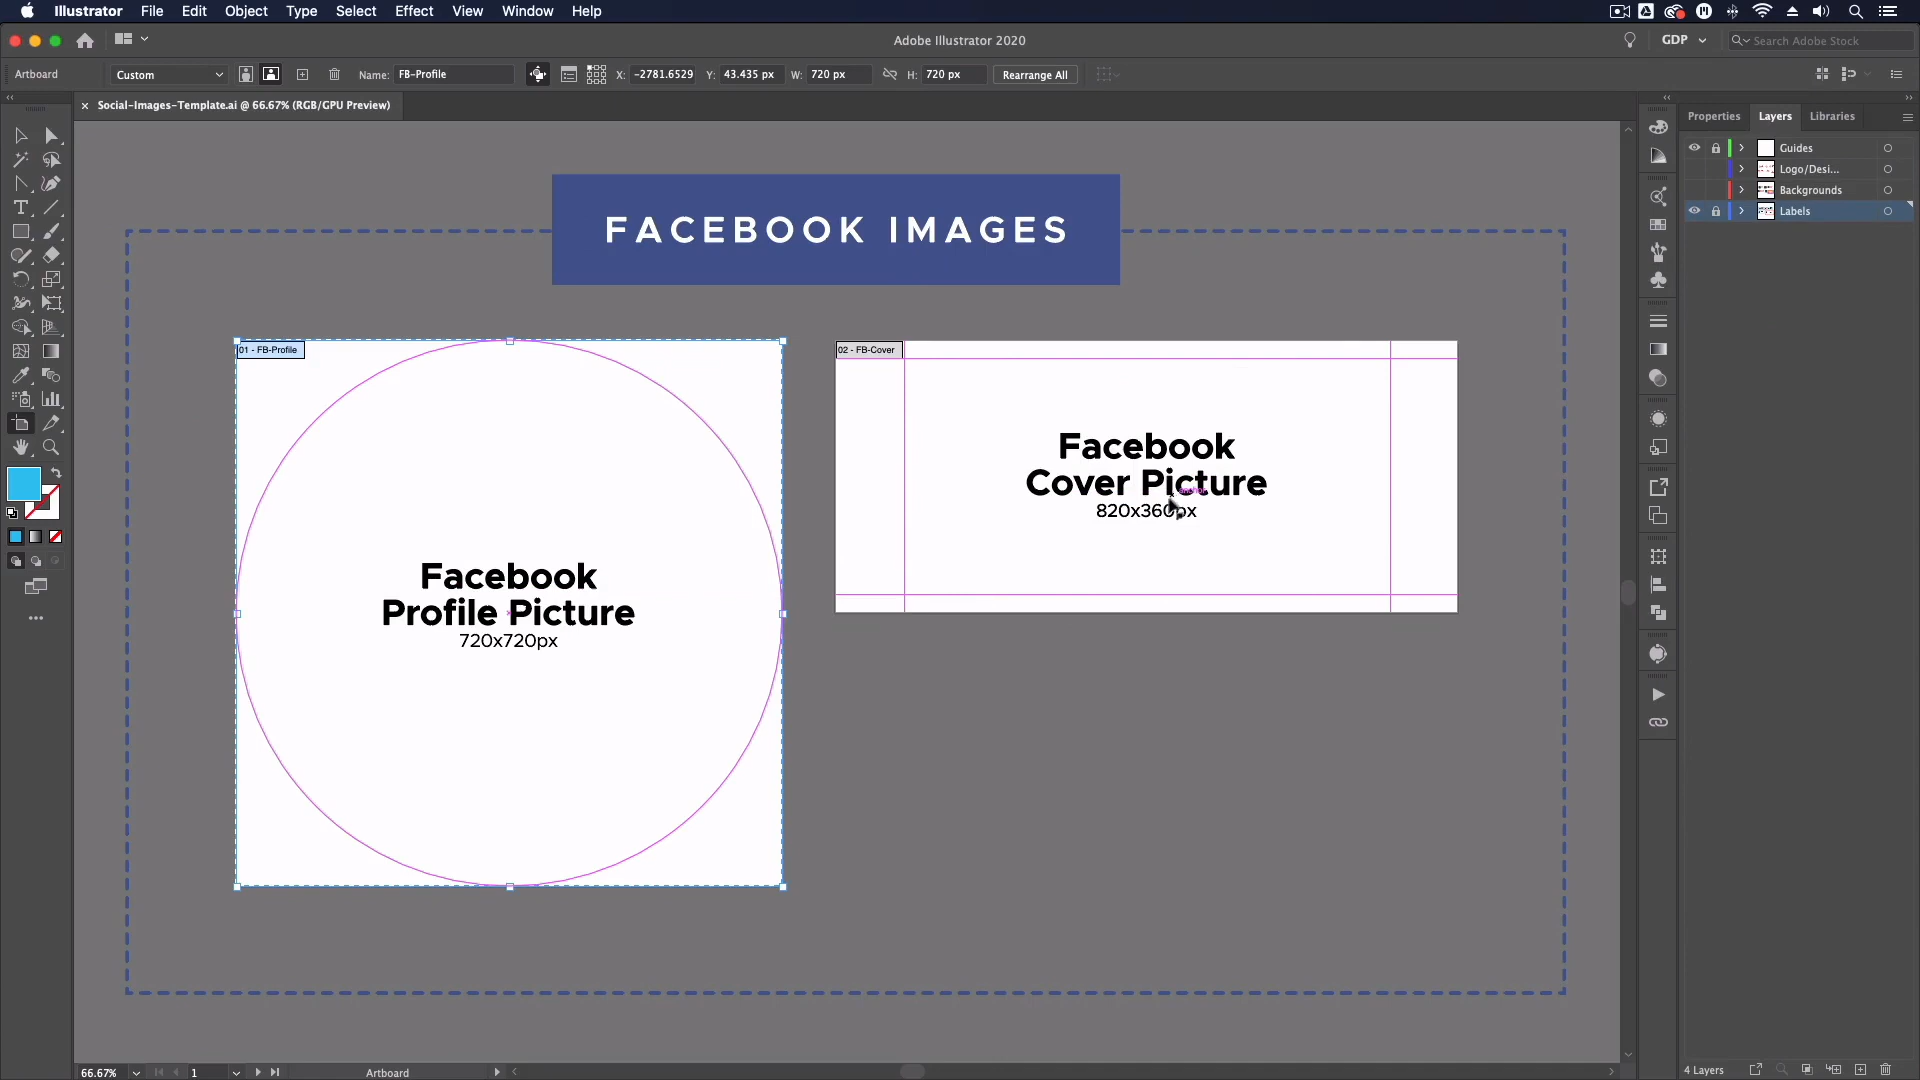 Illustrator File Edit Object Type Select Effect View Window Help
Adobe Illustrator 2020
GDP
Search Adobe Stock
Artboard Custom Name: FB-Profile X: -2781.6529 Y: 43.435 px W: 720 px H: 720 px Rearrange All
Social-Images-Template.ai @ 66.67% (RGB/GPU Preview)
Properties Layers Libraries
Guides
Logo/Desi...
Backgrounds
Labels
FACEBOOK IMAGES
01 - FB-Profile
Facebook
Profile Picture
720x720px
02 - FB-Cover
Facebook
Cover Picture
anchor
820x360px
66.67% 1 Artboard
4 Layers